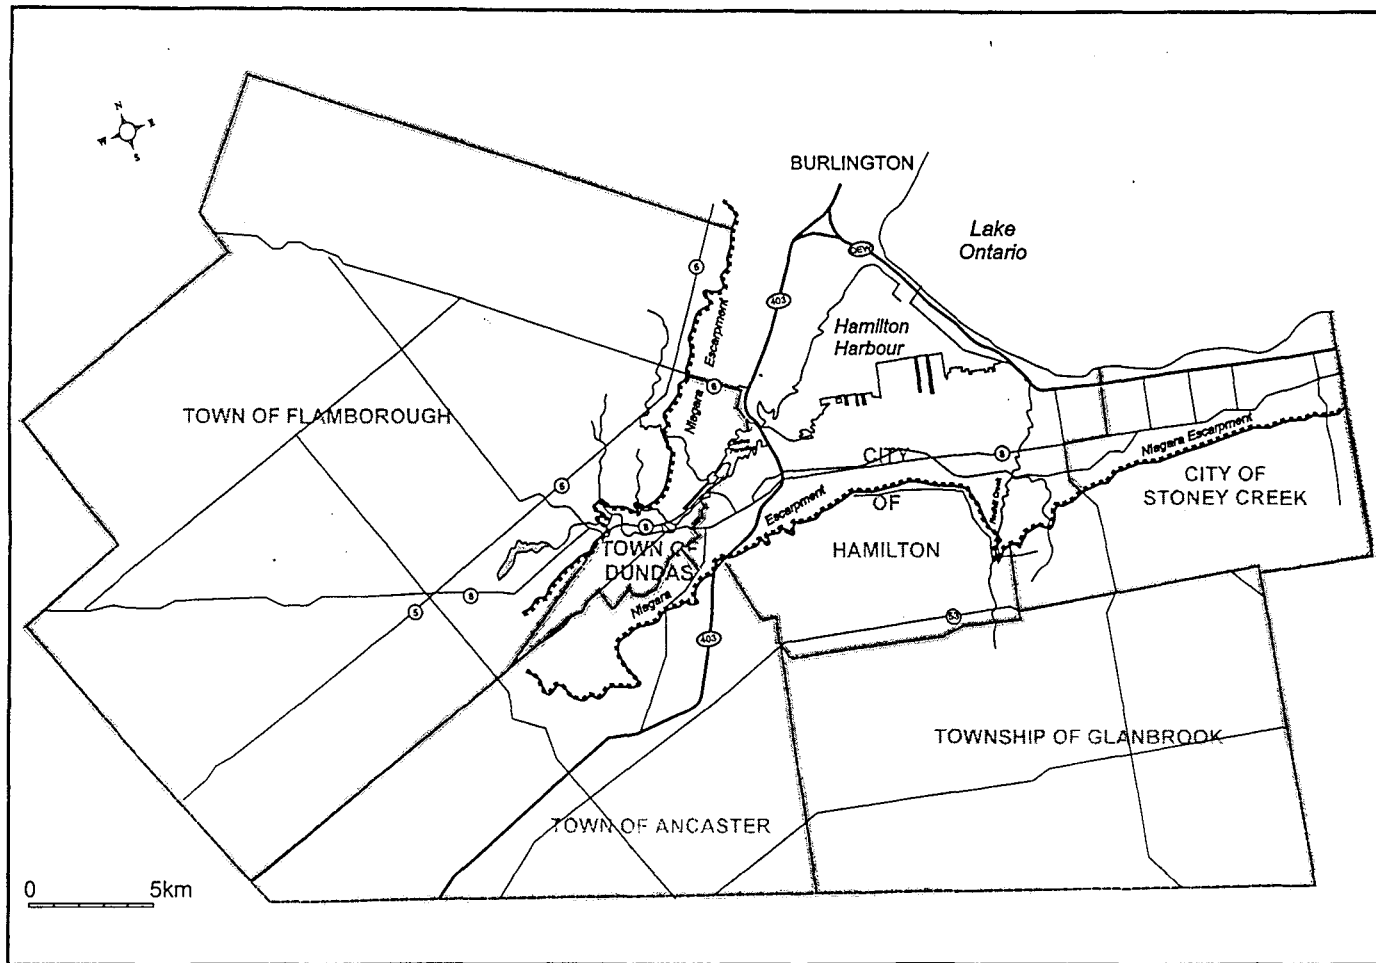 N
W E
S
BURLINGTON
Lake
Ontario
QEW
6
403
Escarpment
Hamilton
Harbour
6
Niagara
TOWN OF FLAMBOROUGH
CITY
8
Niagara Escarpment
CITY OF
STONEY CREEK
6
Escarpment
OF
8
TOWN OF
DUNDAS
HAMILTON
Niagara
5
8
53
403
TOWNSHIP OF GLANBROOK
TOWN OF ANCASTER
0 5km